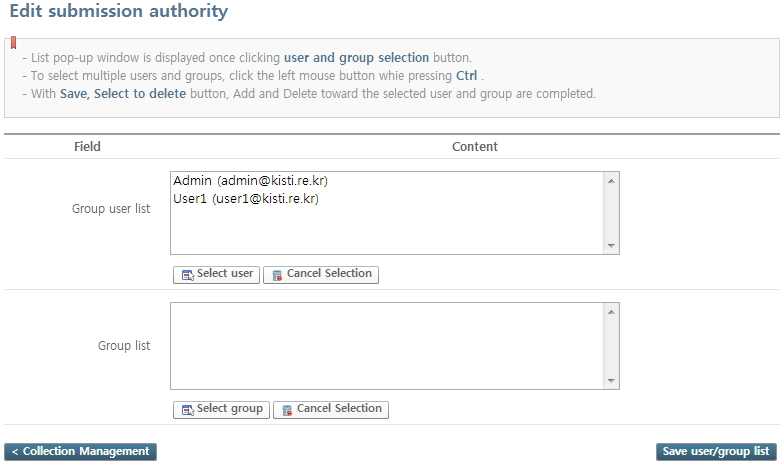 Edit submission authority
- List pop-up window is displayed once clicking user and group selection button.
- To select multiple users and groups, click the left mouse button whie pressing Ctrl .
- With Save, Select to delete button, Add and Delete toward the selected user and group are completed.
Field Content
Group user list
Admin (admin@kisti.re.kr)
User1 (user1@kisti.re.kr)
Select user Cancel Selection
Group list
Select group Cancel Selection
< Collection Management Save user/group list